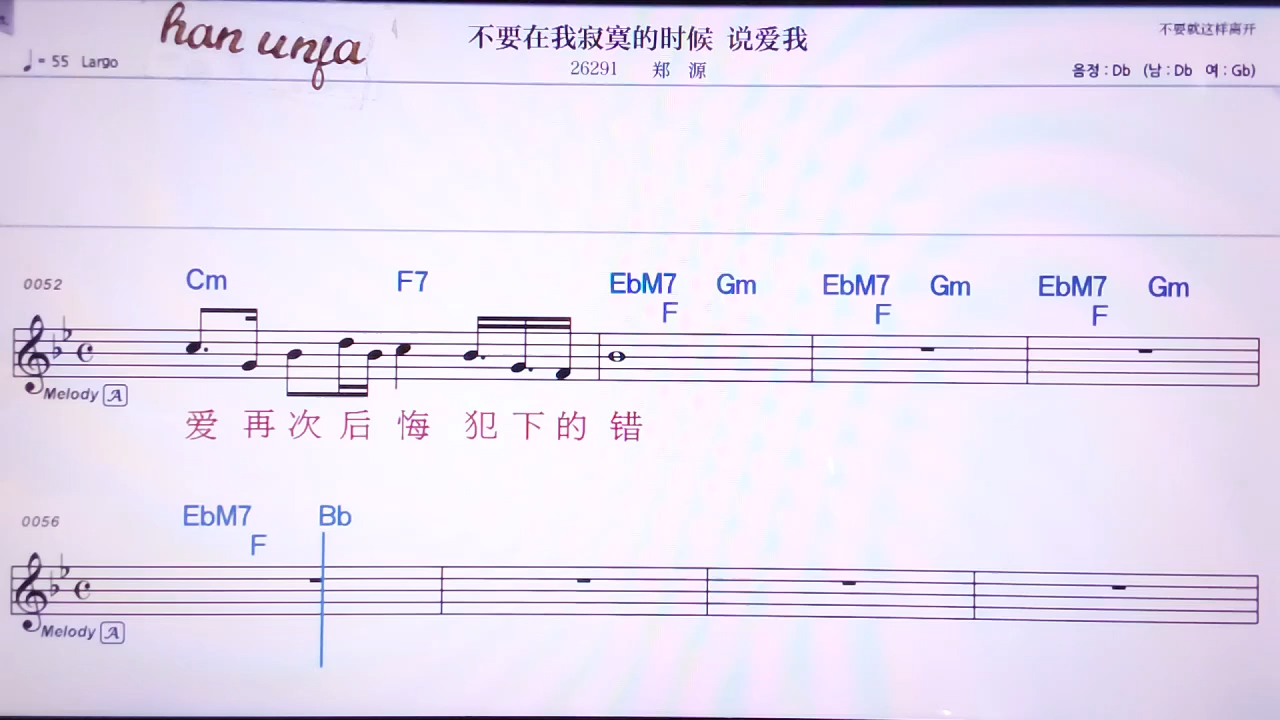 han unfa
不要在我寂寞的时候 说爱我
不要就这样离开
♩= 55 Largo
26291 郑 源
음정 : Db (남 : Db 여 : Gb)
0052
Cm F7 EbM7 Gm EbM7 Gm EbM7 Gm
F F F
Melody A
爱 再 次 后 悔 犯 下 的 错
0056
EbM7 Bb
F
Melody A